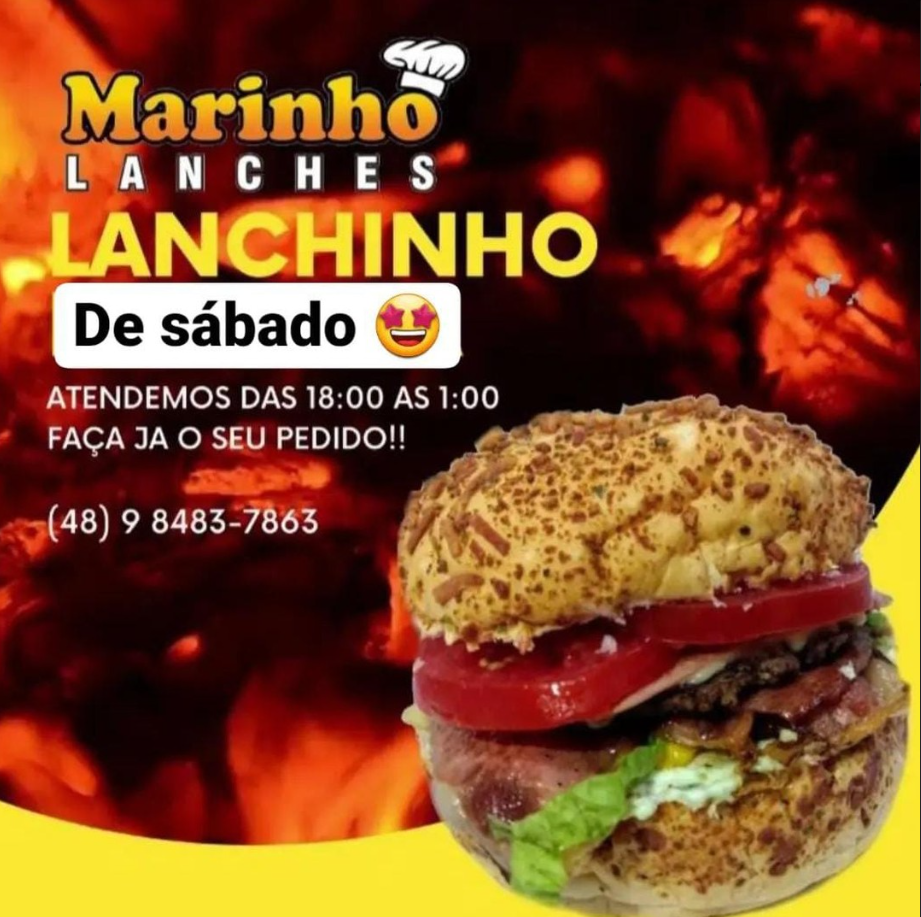 Marinho
LANCHES
LANCHINHO
De sábado 🤩
ATENDEMOS DAS 18:00 AS 1:00
FAÇA JA O SEU PEDIDO!!
(48) 9 8483-7863